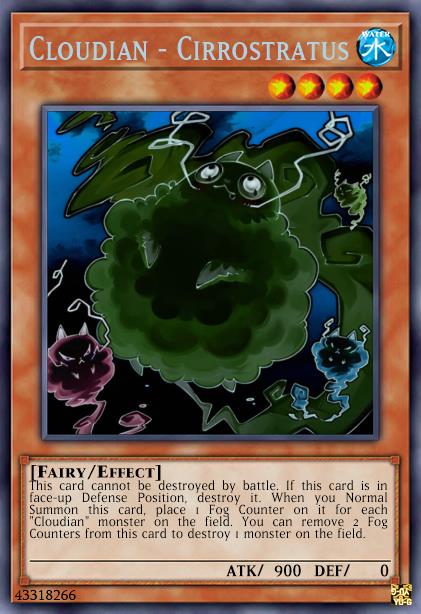 CLOUDIAN - CIRROSTRATUS
WATER
水
[FAIRY/EFFECT]
This card cannot be destroyed by battle. If this card is in
face-up Defense Position, destroy it. When you Normal
Summon this card, place 1 Fog Counter on it for each
"Cloudian" monster on the field. You can remove 2 Fog
Counters from this card to destroy 1 monster on the field.
ATK/ 900 DEF/ 0
43318266